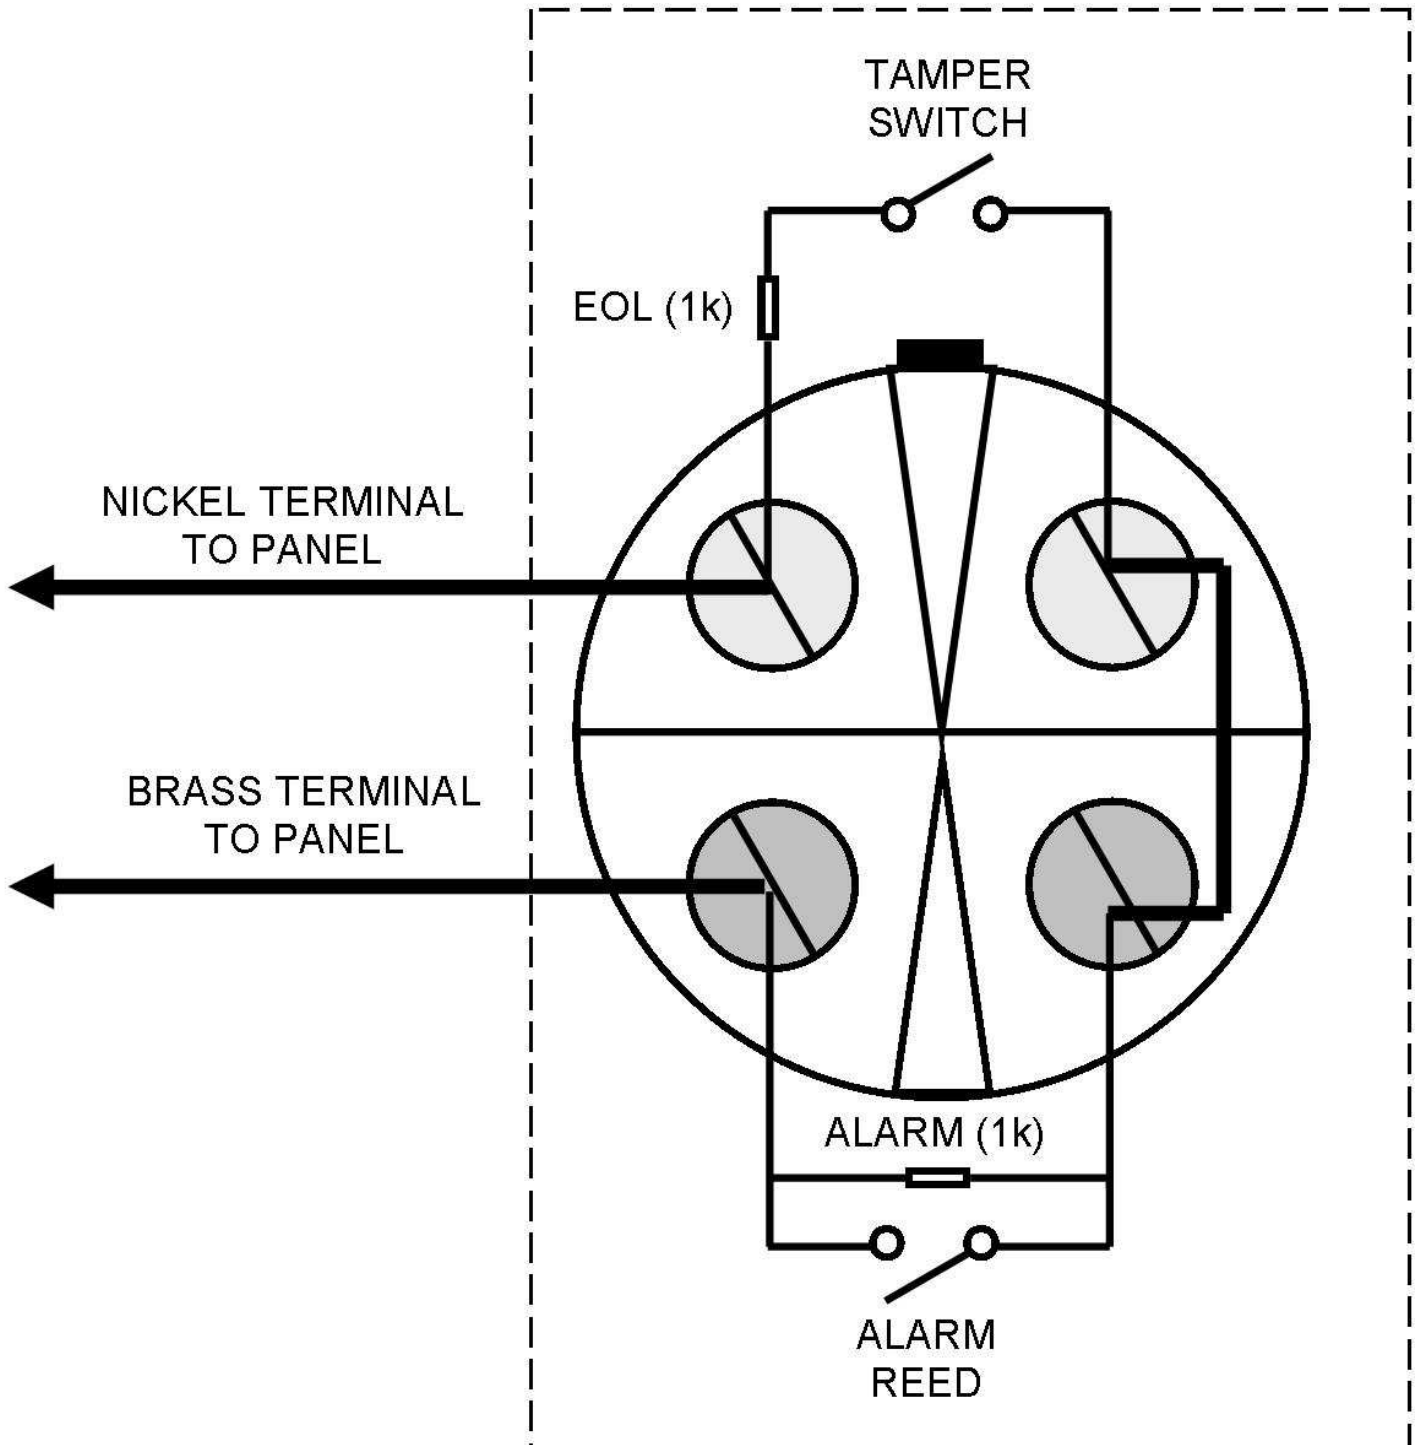 TAMPER
SWITCH
EOL (1k)
NICKEL TERMINAL
TO PANEL
BRASS TERMINAL
TO PANEL
ALARM (1k)
ALARM
REED